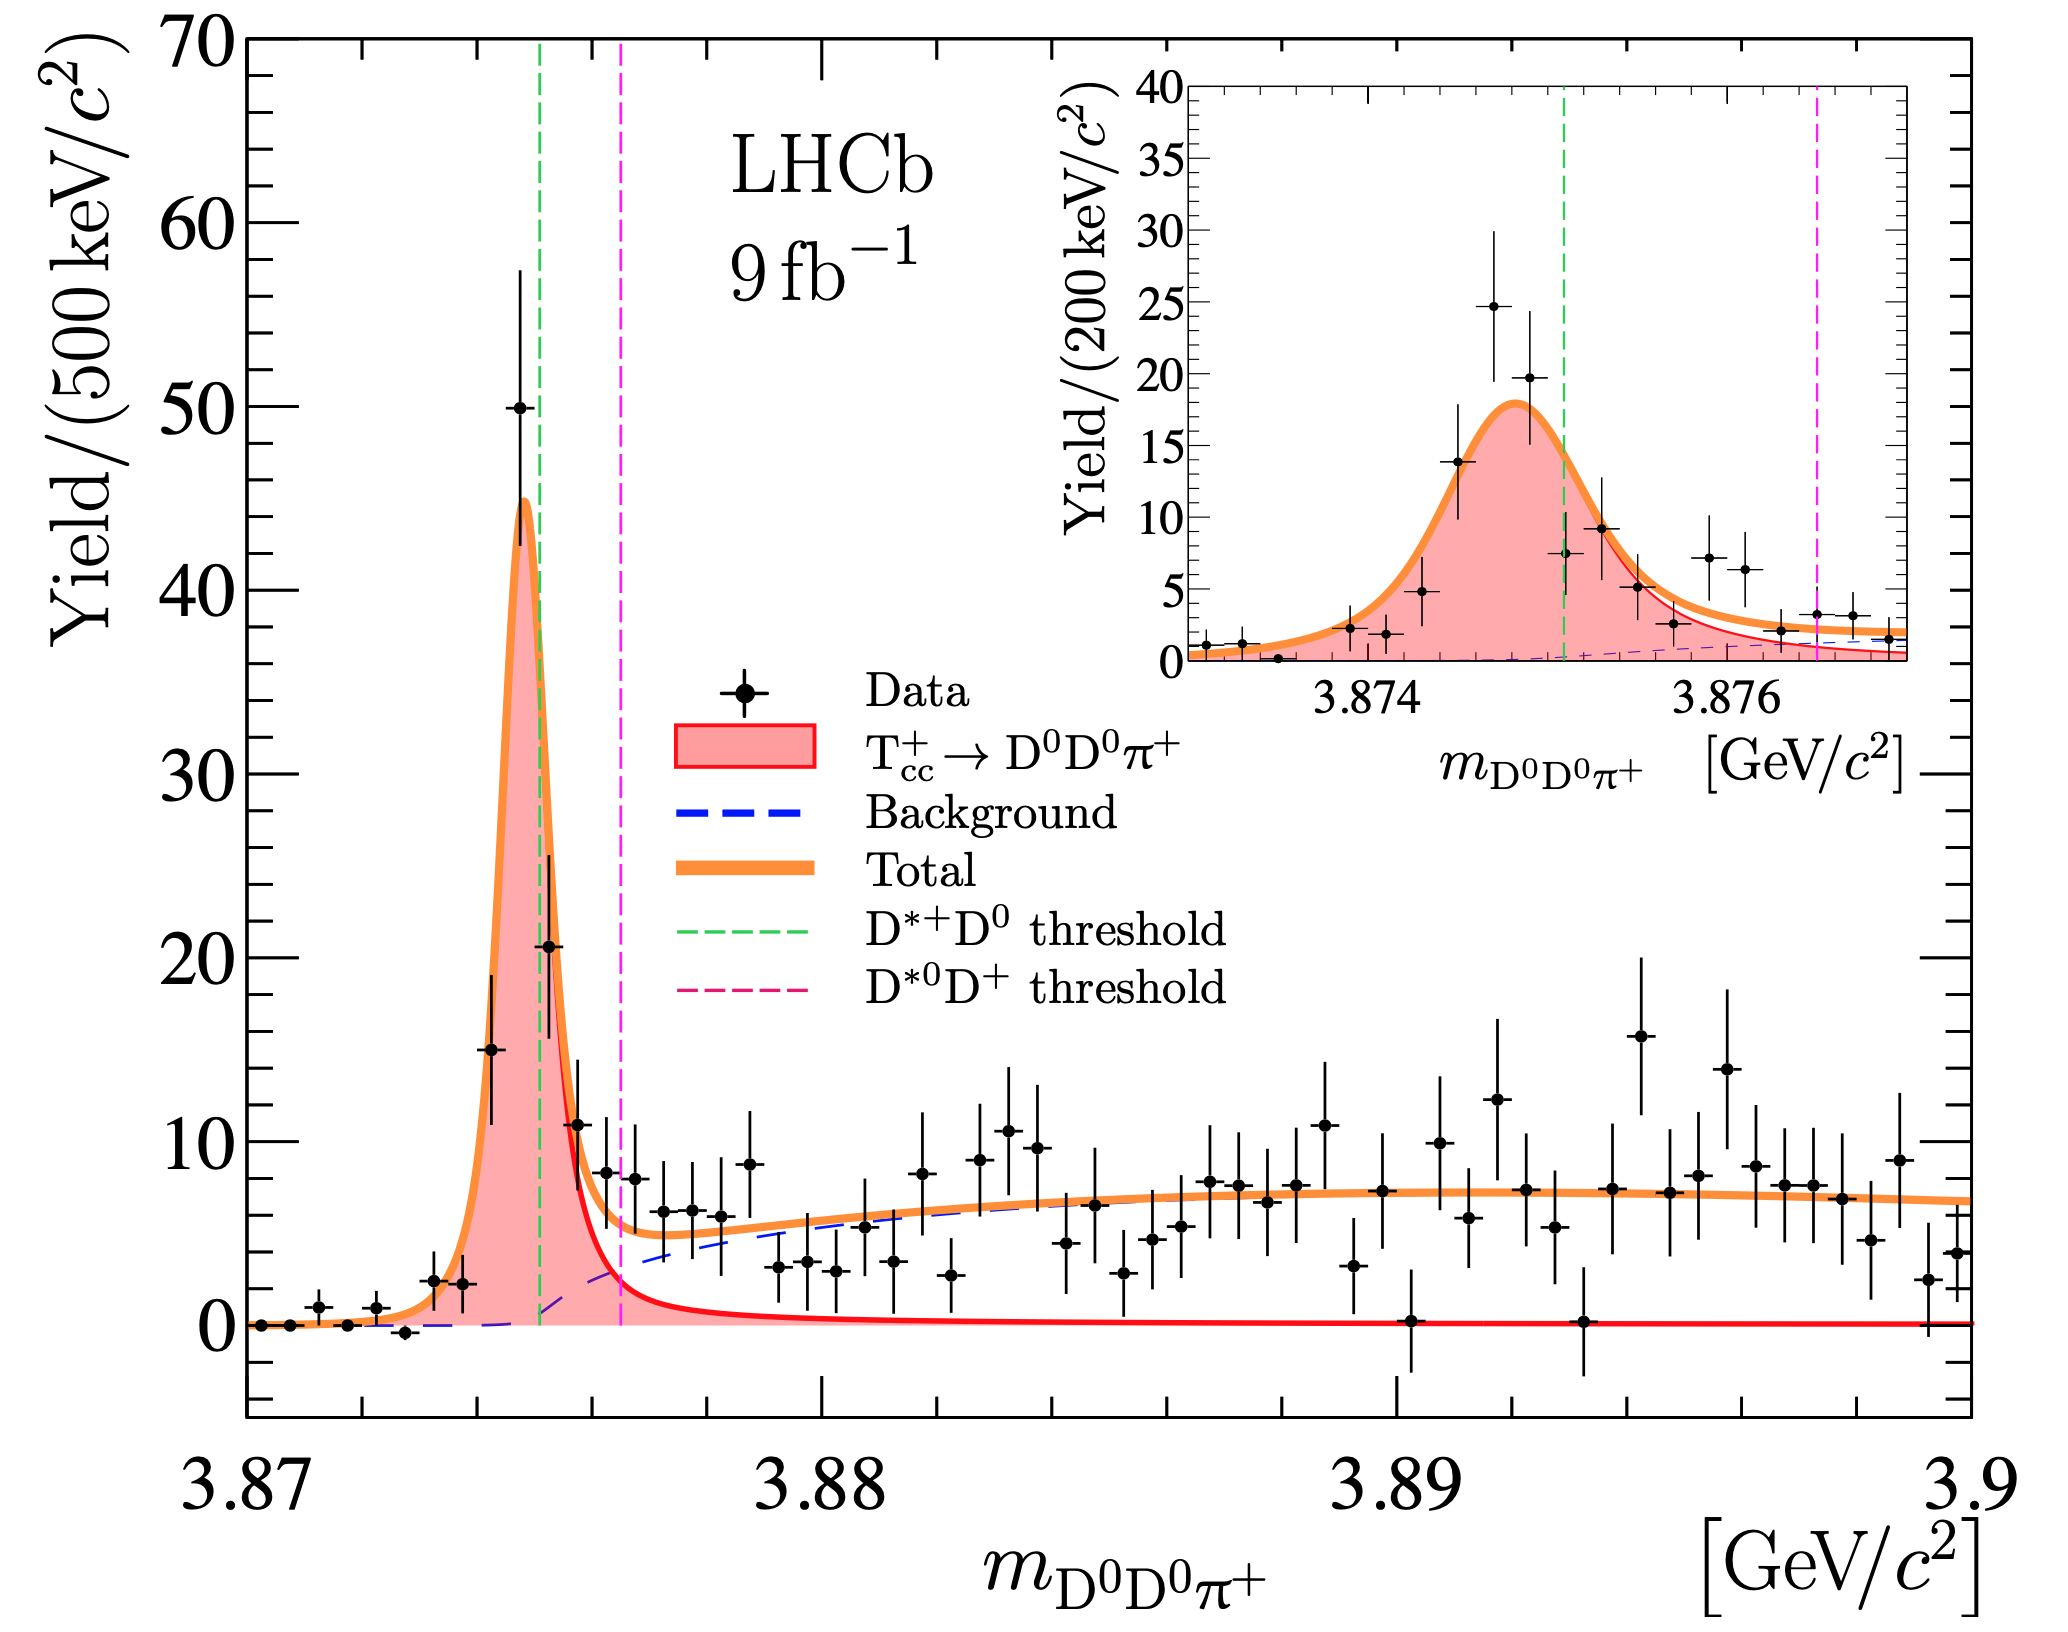 Yield/(500 keV/c²)
70
60
50
40
30
20
10
0
LHCb
9 fb⁻¹
Data
T⁺cc → D⁰D⁰π⁺
Background
Total
D*⁺D⁰ threshold
D*⁰D⁺ threshold
Yield/(200 keV/c²)
40
35
30
25
20
15
10
5
0
3.874 3.876
m_D⁰D⁰π⁺ [GeV/c²]
3.87 3.88 3.89 3.9
m_D⁰D⁰π⁺ [GeV/c²]